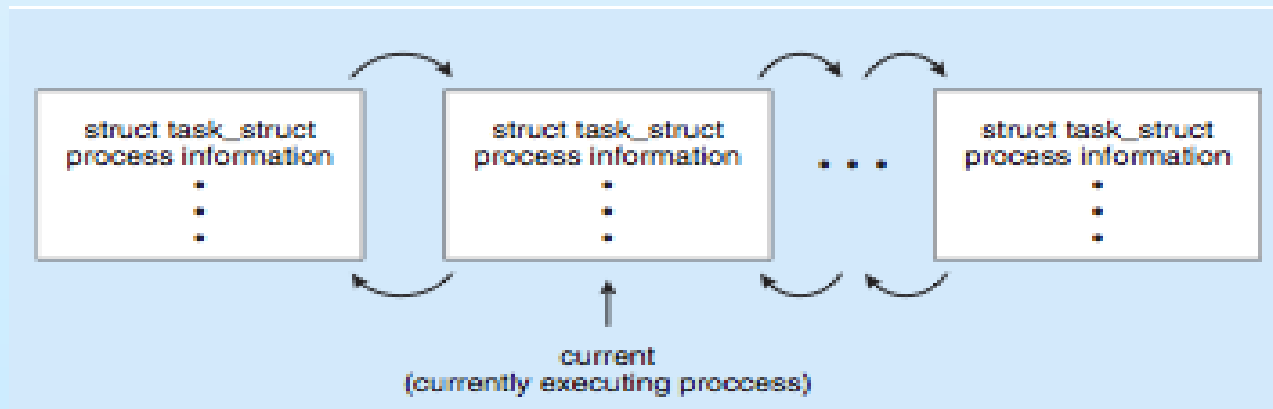 struct task_struct
process information
•
•
•
struct task_struct
process information
•
•
•
• • •
struct task_struct
process information
•
•
•
current
(currently executing proccess)